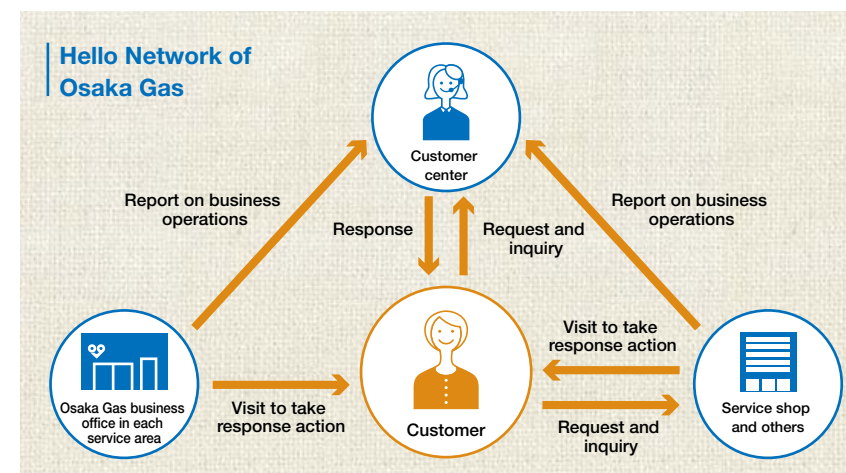 Hello Network of
Osaka Gas
Customer
center
Report on business
operations
Report on business
operations
Response
Request and
inquiry
Visit to take
response action
Osaka Gas business
office in each
service area
Visit to take
response action
Customer
Request and
inquiry
Service shop
and others